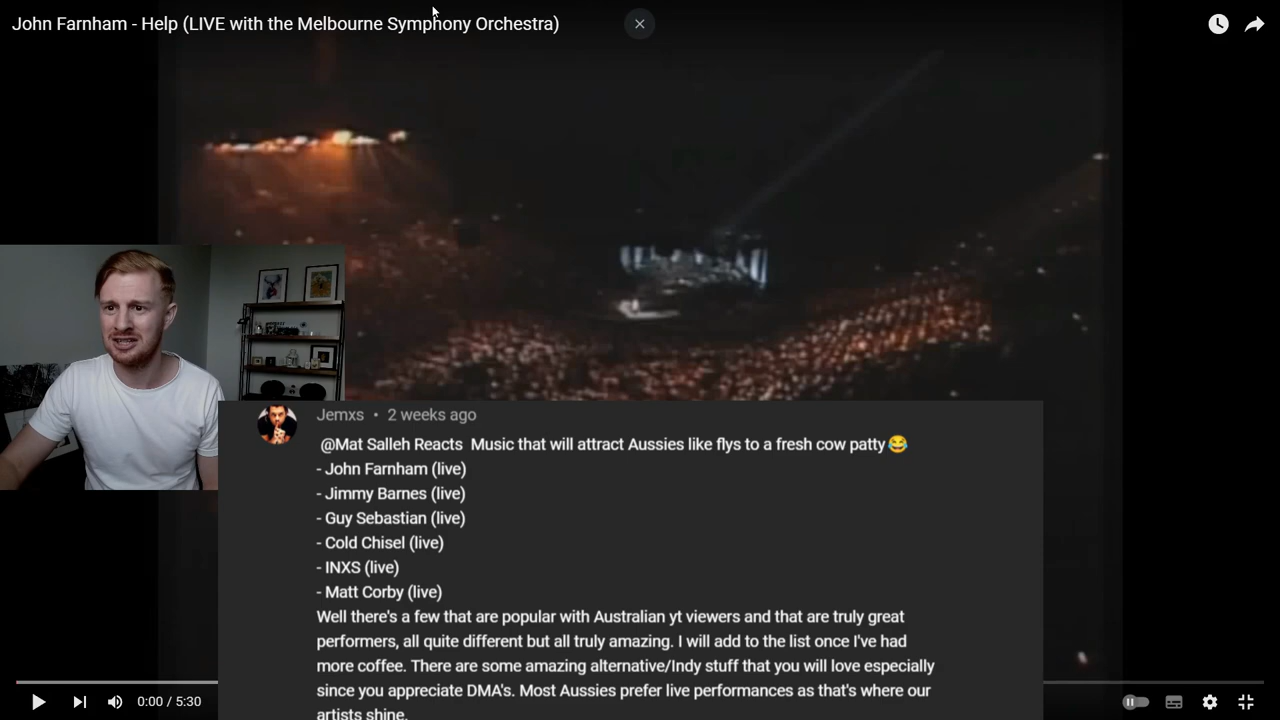 John Farnham - Help (LIVE with the Melbourne Symphony Orchestra)
Jemxs • 2 weeks ago
@Mat Salleh Reacts Music that will attract Aussies like flys to a fresh cow patty😂
- John Farnham (live)
- Jimmy Barnes (live)
- Guy Sebastian (live)
- Cold Chisel (live)
- INXS (live)
- Matt Corby (live)
Well there's a few that are popular with Australian yt viewers and that are truly great
performers, all quite different but all truly amazing. I will add to the list once I've had
more coffee. There are some amazing alternative/Indy stuff that you will love especially
since you appreciate DMA's. Most Aussies prefer live performances as that's where our
artists shine.
0:00 / 5:30